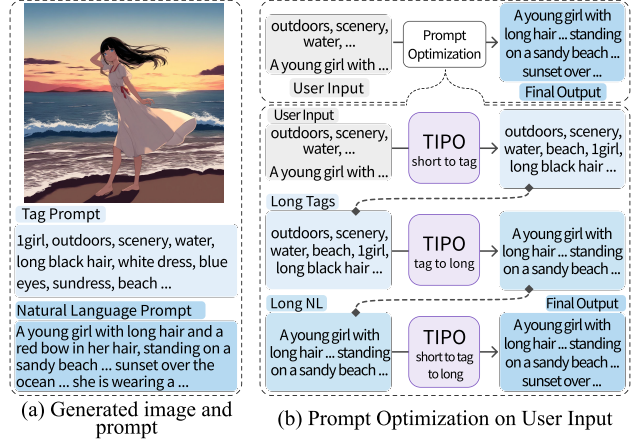 Tag Prompt
1girl, outdoors, scenery, water,
long black hair, white dress, blue
eyes, sundress, beach ...
Natural Language Prompt
A young girl with long hair and a
red bow in her hair, standing on a
sandy beach ... sunset over the
ocean ... she is wearing a ...
(a) Generated image and
prompt
outdoors, scenery,
water, ...
A young girl with ...
User Input
Prompt
Optimization
A young girl with
long hair ... standing
on a sandy beach ...
sunset over ...
Final Output
User Input
outdoors, scenery,
water, ...
A young girl with ...
TIPO
short to tag
outdoors, scenery,
water, beach, 1girl,
long black hair ...
Long Tags
outdoors, scenery,
water, beach, 1girl,
long black hair ...
TIPO
tag to long
A young girl with
long hair ... standing
on a sandy beach ...
Long NL
A young girl with
long hair ... standing
on a sandy beach ...
TIPO
short to tag
to long
Final Output
A young girl with
long hair ... standing
on a sandy beach ...
sunset over ...
(b) Prompt Optimization on User Input